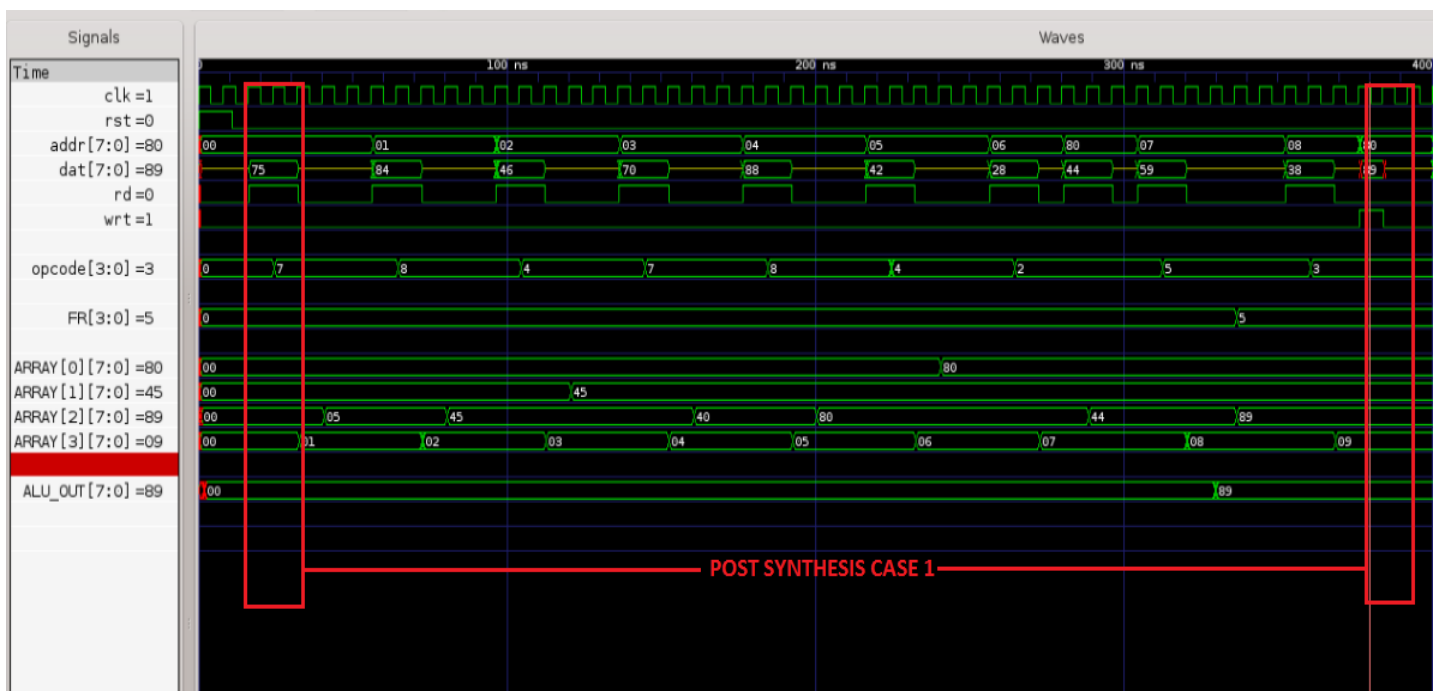 Signals Waves
Time 100 ns 200 ns 300 ns 400
clk=1
rst=0
addr[7:0]=80 00 01 02 03 04 05 06 80 07 08 80
dat[7:0]=89 75 84 46 70 88 42 28 44 59 38 89
rd=0
wrt=1
opcode[3:0]=3 0 7 8 4 7 8 4 2 5 3
FR[3:0]=5 0 5
ARRAY[0][7:0]=80 00 80
ARRAY[1][7:0]=45 00 45
ARRAY[2][7:0]=89 00 05 45 40 80 44 89
ARRAY[3][7:0]=09 00 01 02 03 04 05 06 07 08 09
ALU_OUT[7:0]=89 00 89
POST SYNTHESIS CASE 1